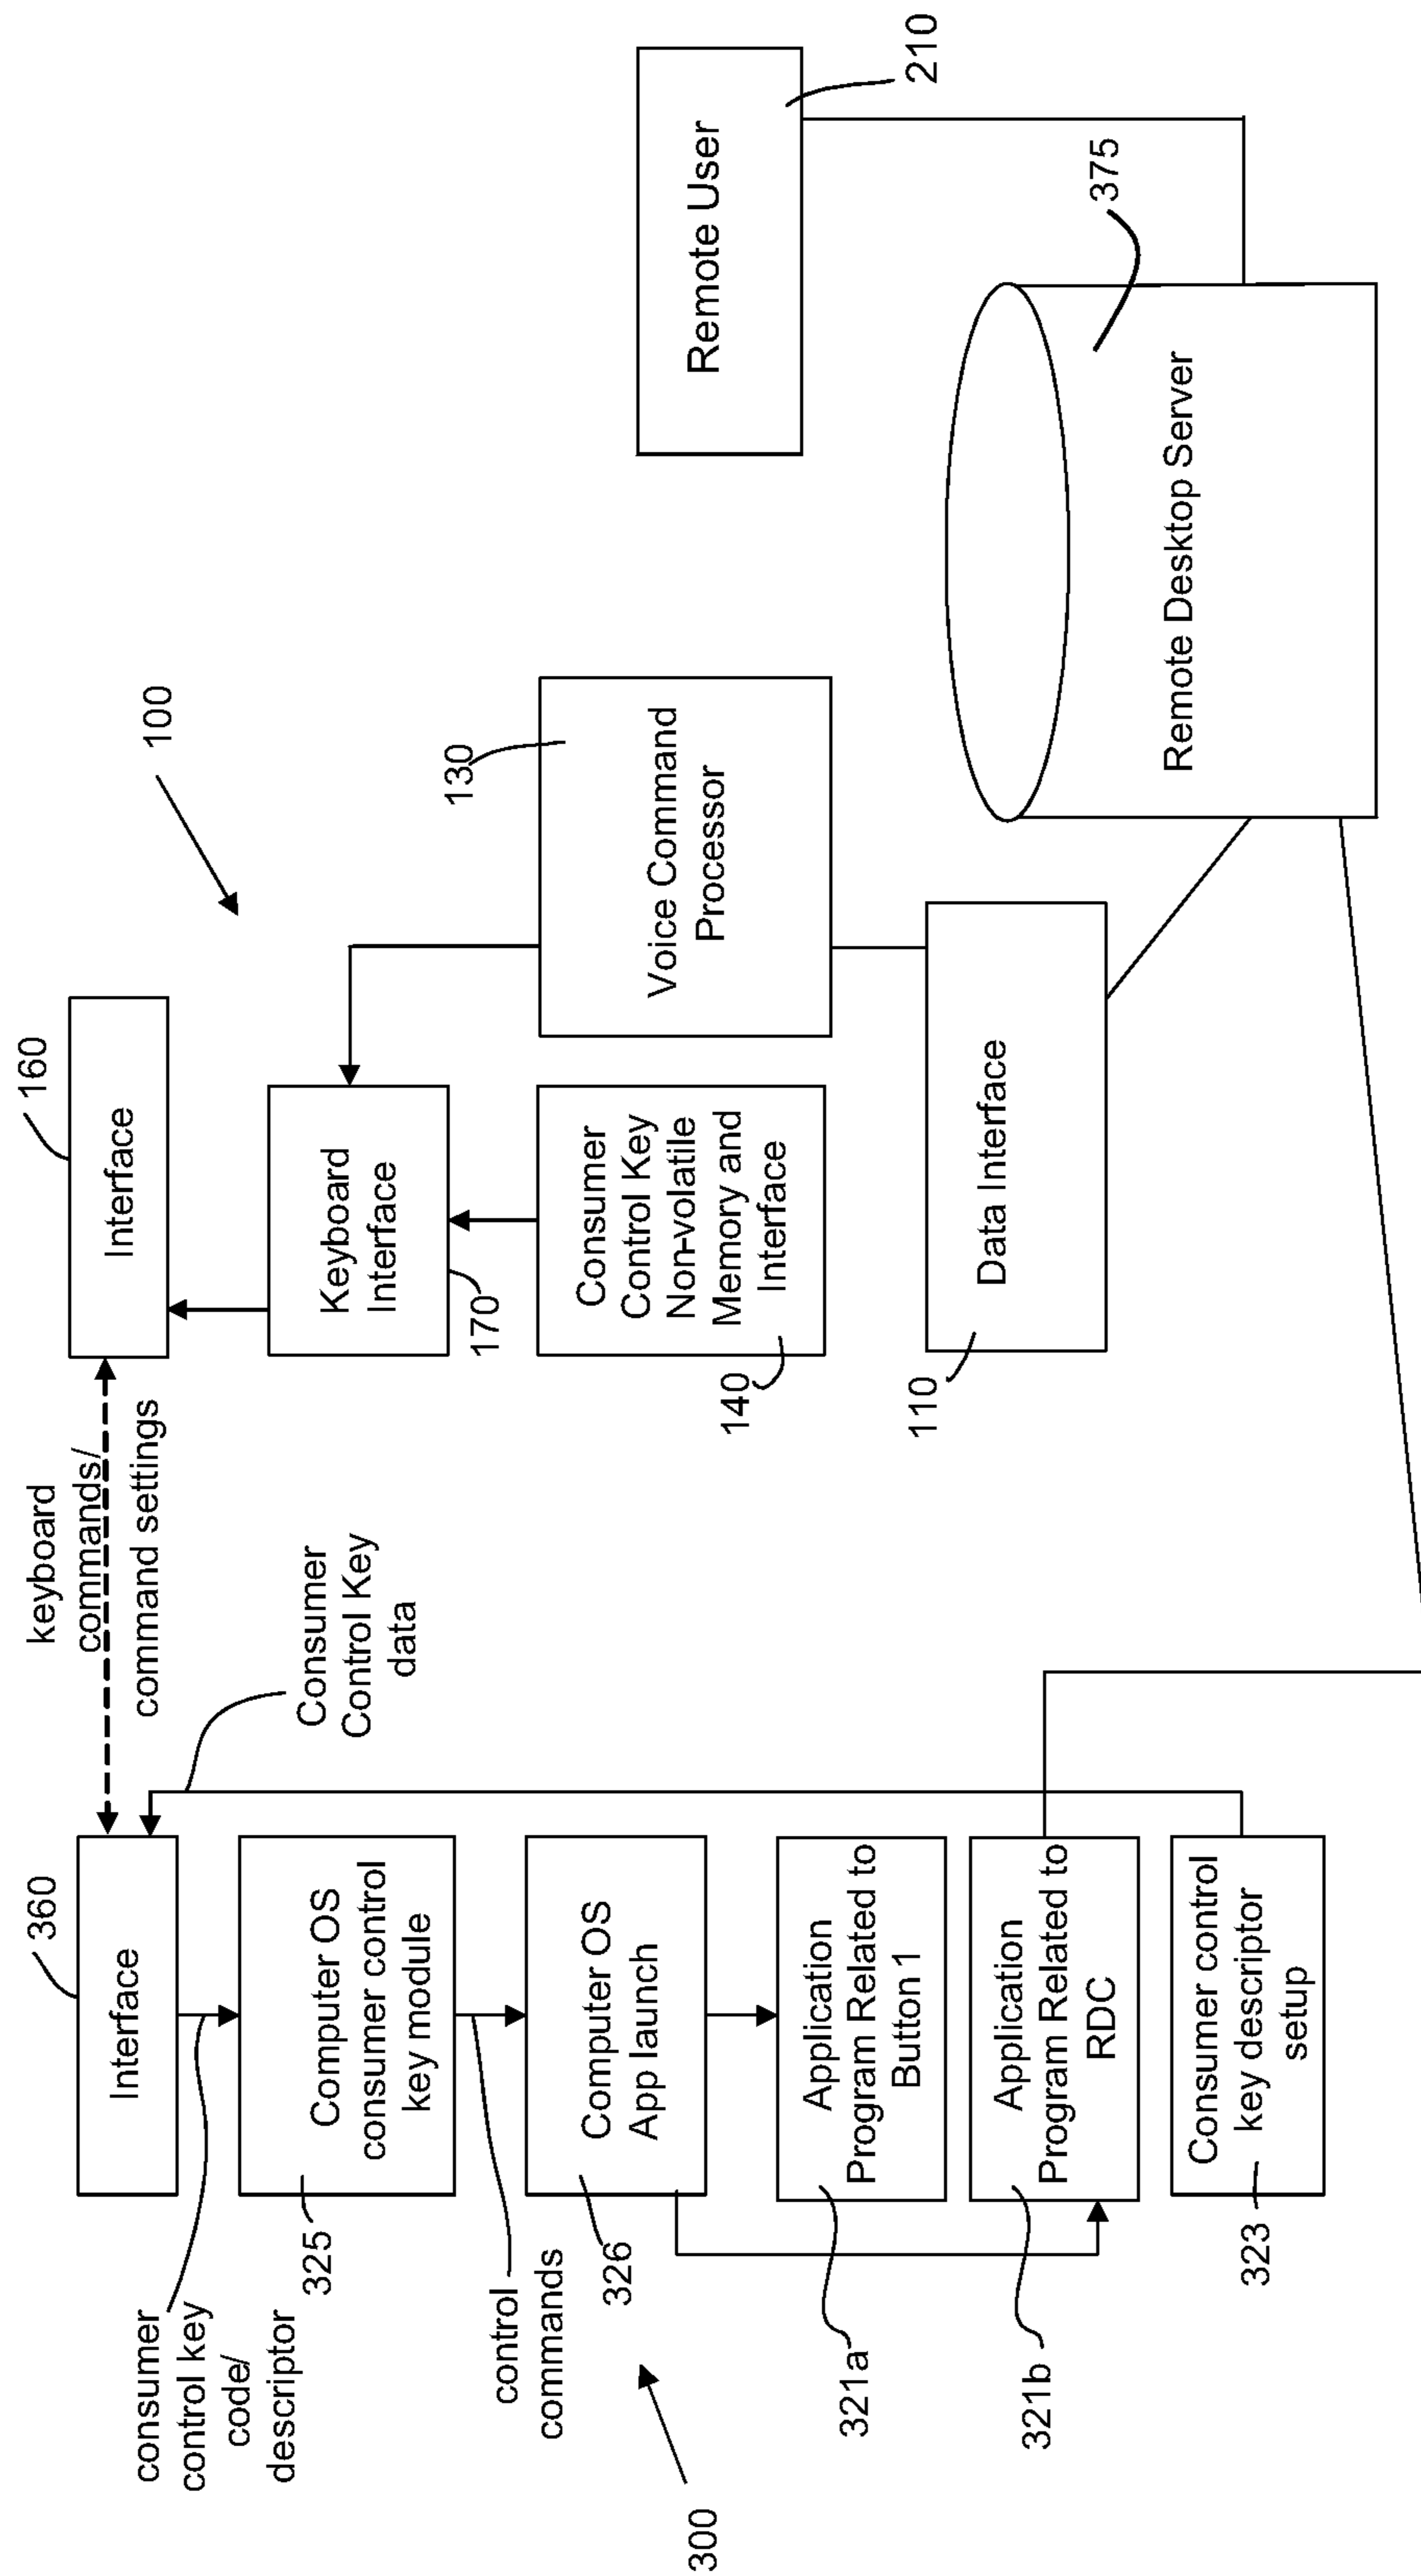 360
Interface
consumer
control key
code/
descriptor
325
Computer OS
consumer control
key module
control
commands
326
Computer OS
App launch
300
321a
Application
Program Related to
Button 1
321b
Application
Program Related to
RDC
323
Consumer control
key descriptor
setup
Consumer
Control Key
data
keyboard
commands/
command settings
160
Interface
100
Keyboard
Interface
170
130
Voice Command
Processor
Consumer
Control Key
Non-volatile
Memory and
Interface
140
Data Interface
110
Remote User
210
375
Remote Desktop Server